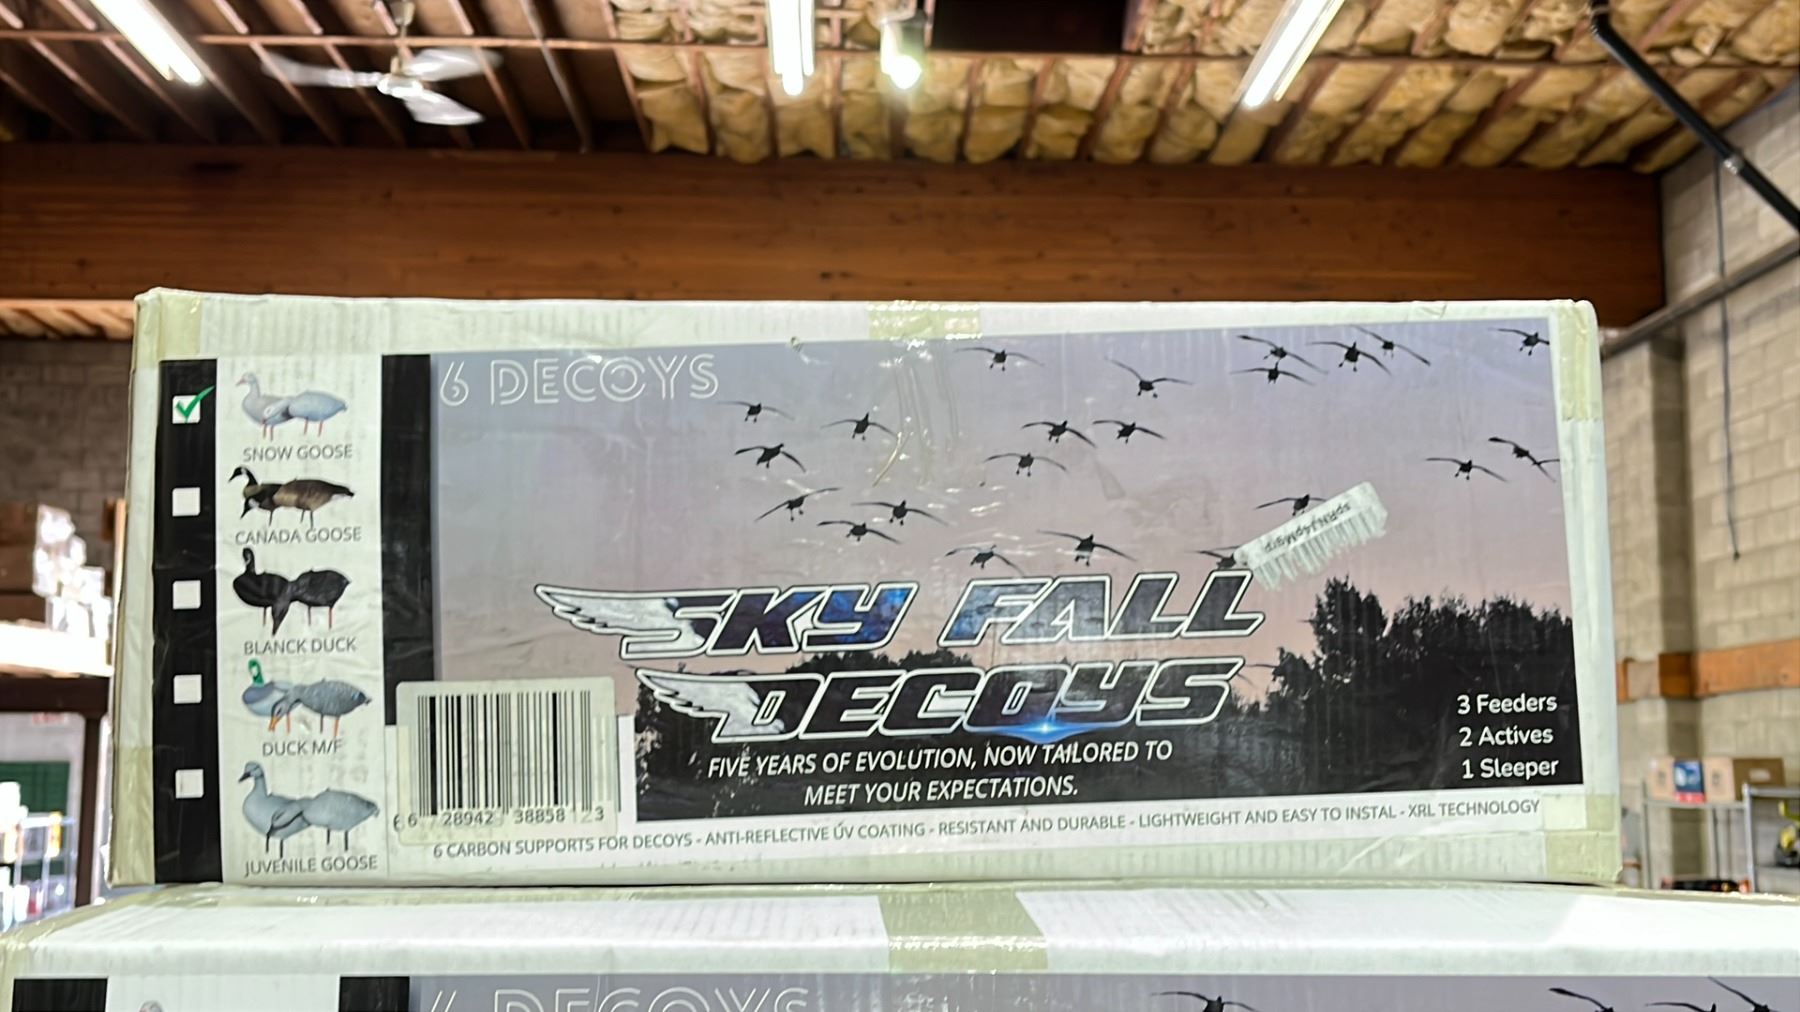 6 DECOYS
SNOW GOOSE
CANADA GOOSE
BLANCK DUCK
DUCK M/F
JUVENILE GOOSE
SKY FALL
DECOYS
FIVE YEARS OF EVOLUTION, NOW TAILORED TO
MEET YOUR EXPECTATIONS.
3 Feeders
2 Actives
1 Sleeper
6 28942 38858 3
6 CARBON SUPPORTS FOR DECOYS - ANTI-REFLECTIVE ÚV COATING - RESISTANT AND DURABLE - LIGHTWEIGHT AND EASY TO INSTAL - XRL TECHNOLOGY
6 DECOYS